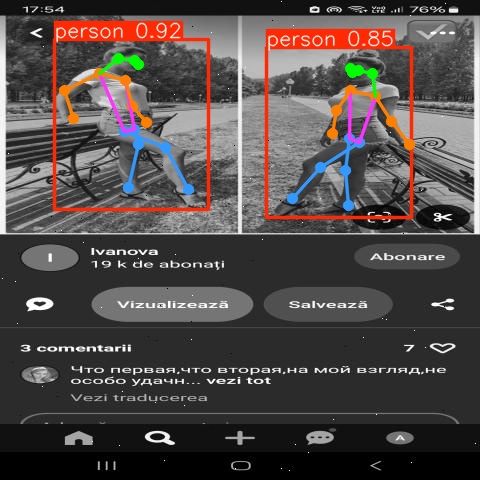 17:54
76%
person 0.92
person 0.85
I
Ivanova
19 k de abonați
Abonare
Vizualizează
Salvează
3 comentarii
7
Что первая,что вторая,на мой взгляд,не
особо удачн... vezi tot
Vezi traducerea
A